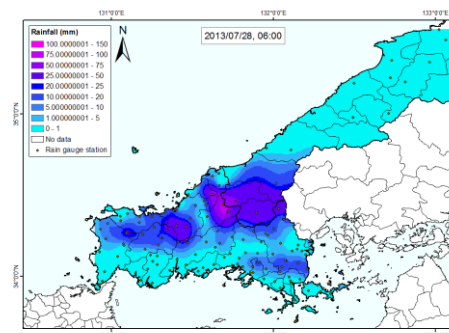 131°0'0"E 132°0'0"E 133°0'0"E
Rainfall (mm)
100.0000001 - 150
75.00000001 - 100
50.00000001 - 75
25.00000001 - 50
20.00000001 - 25
10.00000001 - 20
5.000000001 - 10
1.000000001 - 5
0 - 1
No data
Rain gauge station
N
2013/07/28, 06:00
35°0'0"N
34°0'0"N